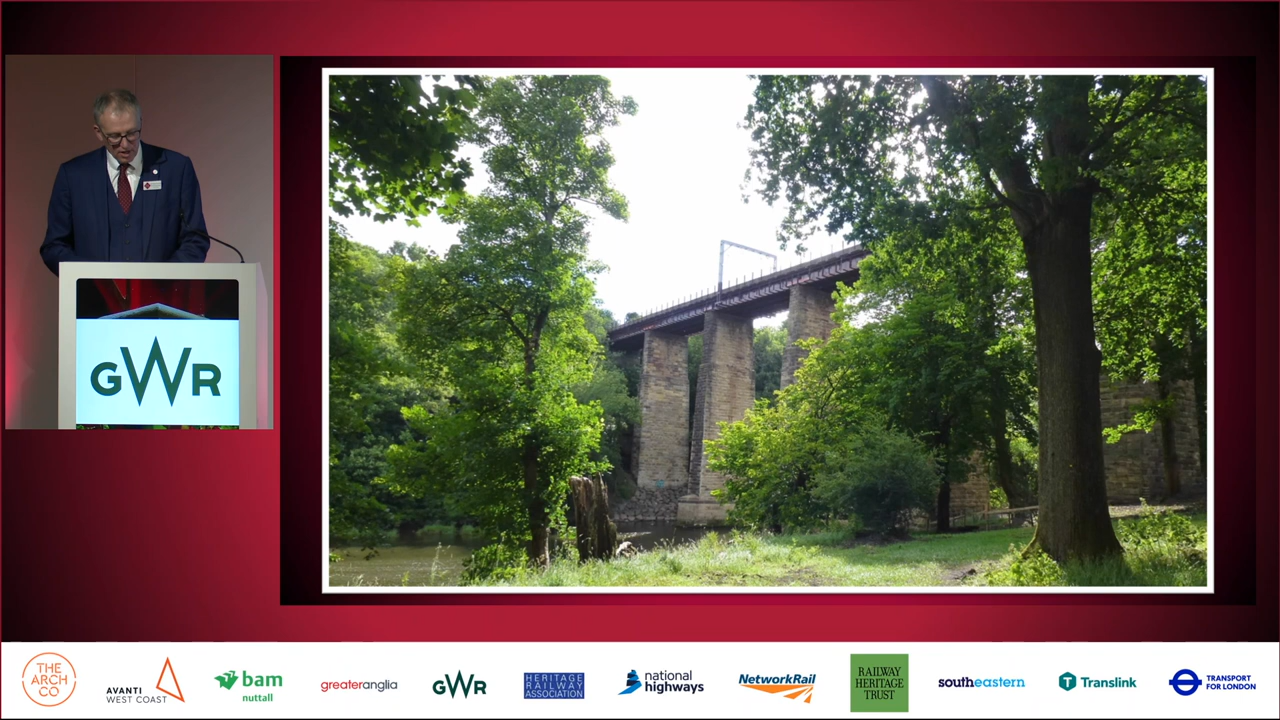 GWR
THE
ARCH
CO
AVANTI
WEST COAST
bam
nuttall
greateranglia
GWR
HERITAGE
RAILWAY
ASSOCIATION
national
highways
NetworkRail
RAILWAY
HERITAGE
TRUST
southeastern
Translink
TRANSPORT
FOR LONDON